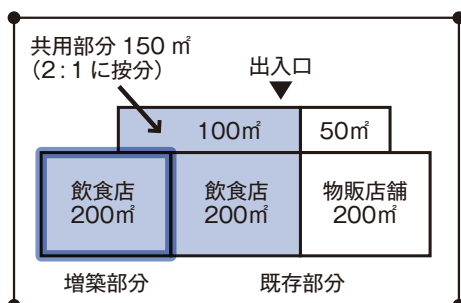 共用部分 150 ㎡
（2：1 に按分）
出入口
100㎡
50㎡
飲食店
200㎡
飲食店
200㎡
物販店舗
200㎡
増築部分
既存部分